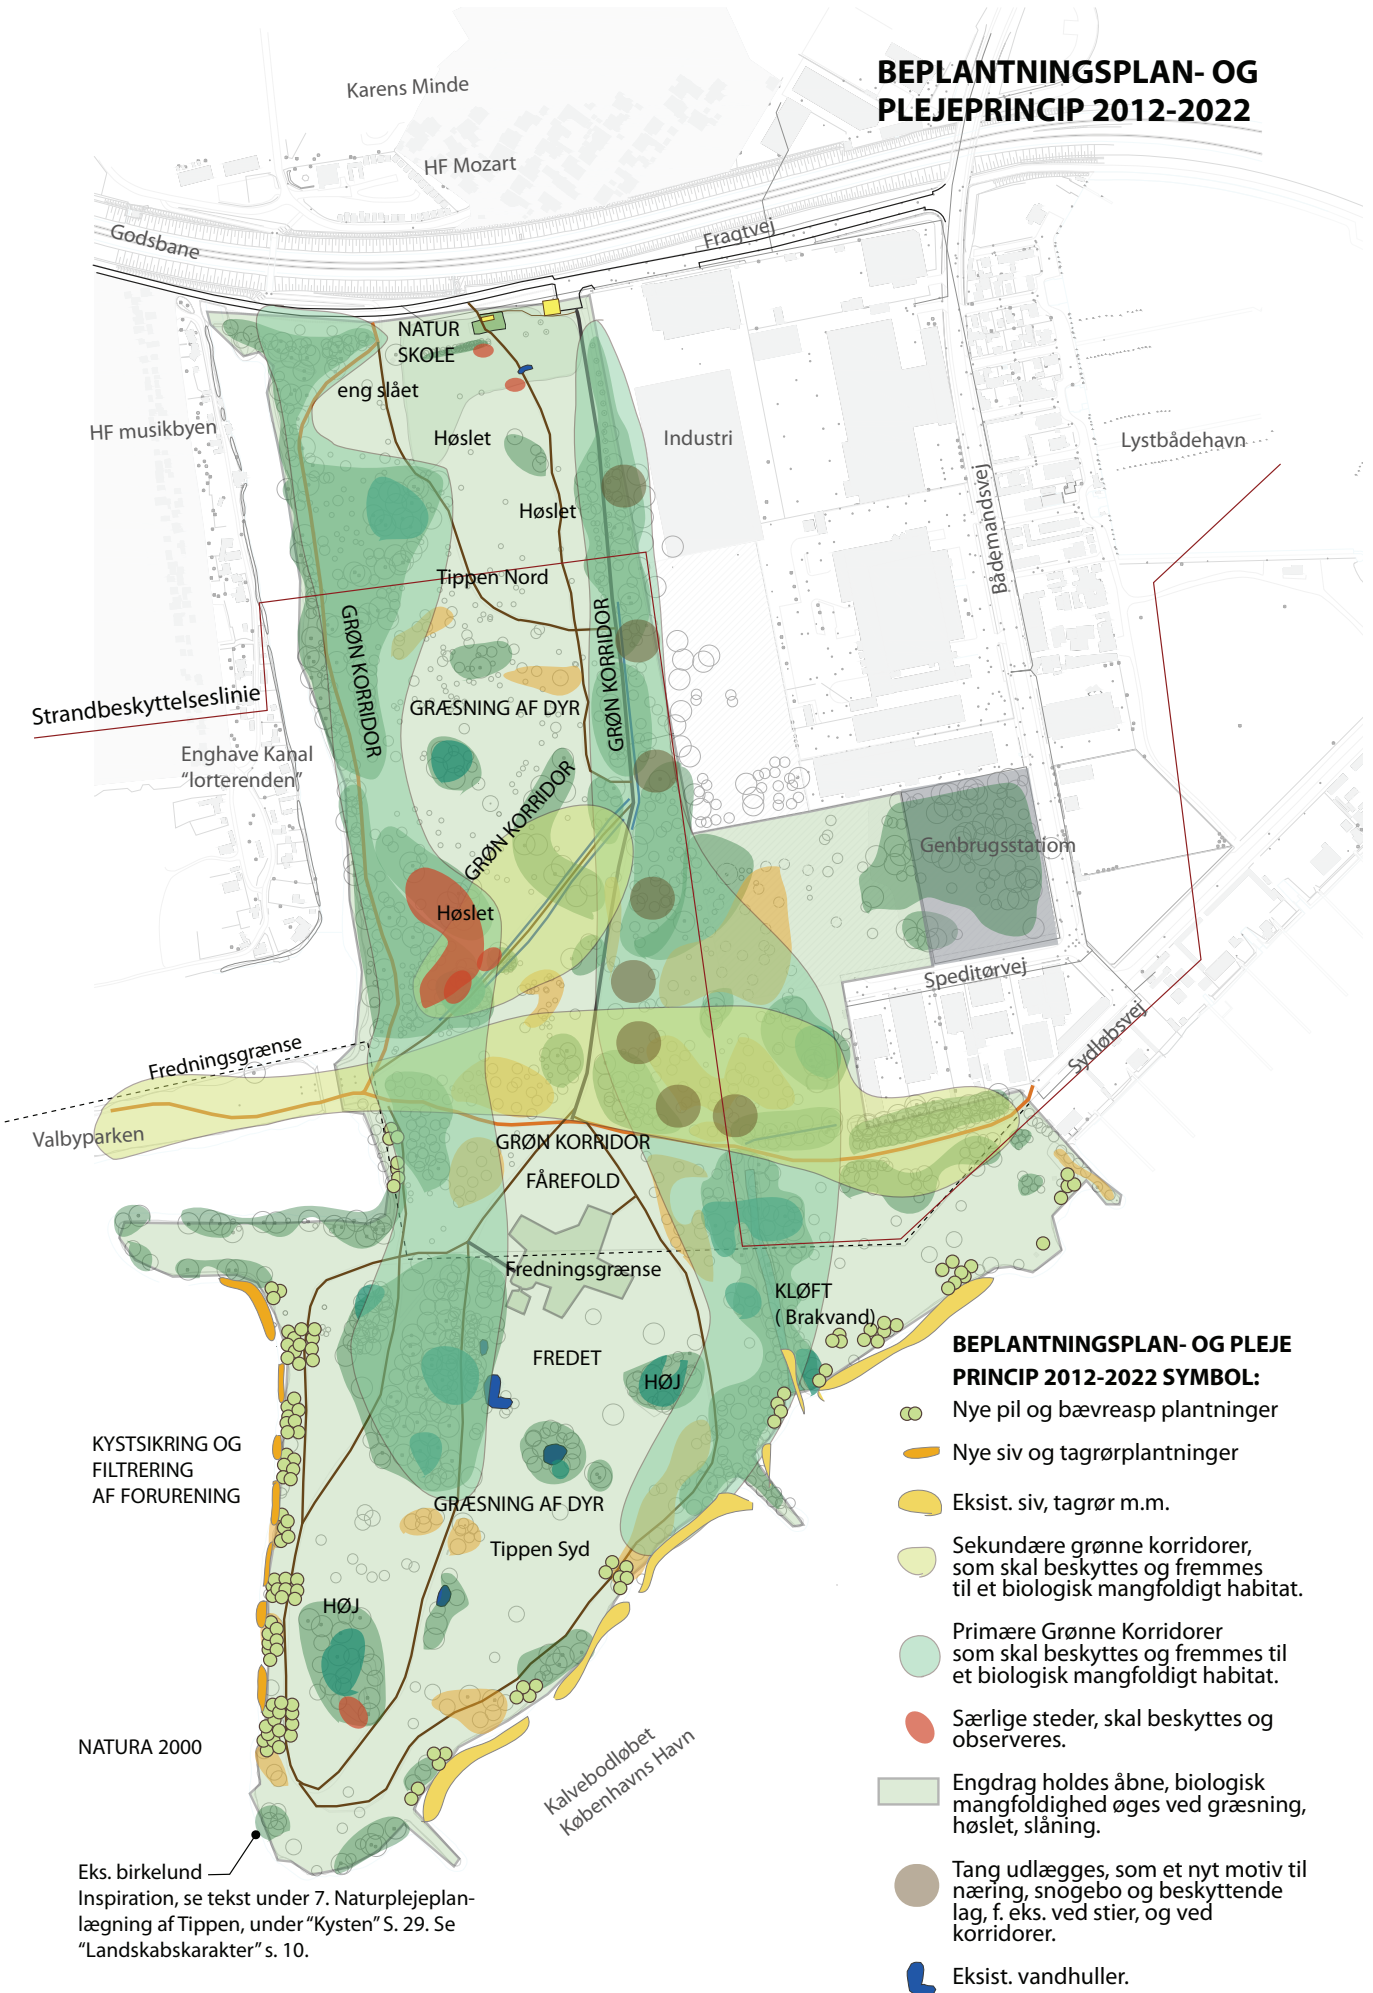 BEPLANTNINGSPLAN- OG
PLEJEPRINCIP 2012-2022
Karens Minde
HF Mozart
Godsbane
Fragtvej
NATUR
SKOLE
eng slået
HF musikbyen
Høslet
Industri
Lystbådehavn
Bådemandsvej
Høslet
Tippen Nord
GRØN KORRIDOR
GRØN KORRIDOR
Strandbeskyttelseslinie
GRÆSNING AF DYR
Enghave Kanal
“lorterenden”
GRØN KORRIDOR
Genbrugsstatiom
Høslet
Speditørvej
Sydløbsvej
Fredningsgrænse
Valbyparken
GRØN KORRIDOR
FÅREFOLD
Fredningsgrænse
KLØFT
( Brakvand)
FREDET
HØJ
KYSTSIKRING OG
FILTRERING
AF FORURENING
GRÆSNING AF DYR
Tippen Syd
HØJ
NATURA 2000
Kalvebodløbet
Københavns Havn
Eks. birkelund
Inspiration, se tekst under 7. Naturplejeplan-
lægning af Tippen, under “Kysten” S. 29. Se
“Landskabskarakter” s. 10.
BEPLANTNINGSPLAN- OG PLEJE
PRINCIP 2012-2022 SYMBOL:
Nye pil og bævreasp plantninger
Nye siv og tagrørplantninger
Eksist. siv, tagrør m.m.
Sekundære grønne korridorer,
som skal beskyttes og fremmes
til et biologisk mangfoldigt habitat.
Primære Grønne Korridorer
som skal beskyttes og fremmes til
et biologisk mangfoldigt habitat.
Særlige steder, skal beskyttes og
observeres.
Engdrag holdes åbne, biologisk
mangfoldighed øges ved græsning,
høslet, slåning.
Tang udlægges, som et nyt motiv til
næring, snogebo og beskyttende
lag, f. eks. ved stier, og ved
korridorer.
Eksist. vandhuller.